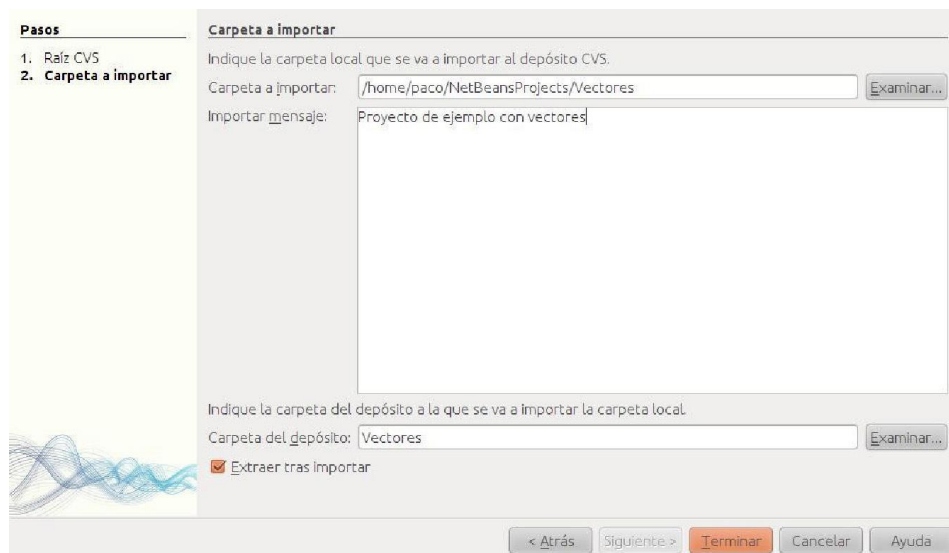 Pasos
1. Raíz CVS
2. Carpeta a importar
Carpeta a importar
Indique la carpeta local que se va a importar al depósito CVS.
Carpeta a importar: /home/paco/NetBeansProjects/Vectores Examinar...
Importar mensaje: Proyecto de ejemplo con vectores
Indique la carpeta del depósito a la que se va a importar la carpeta local.
Carpeta del depósito: Vectores Examinar...
Extraer tras importar
< Atrás Siguiente > Terminar Cancelar Ayuda